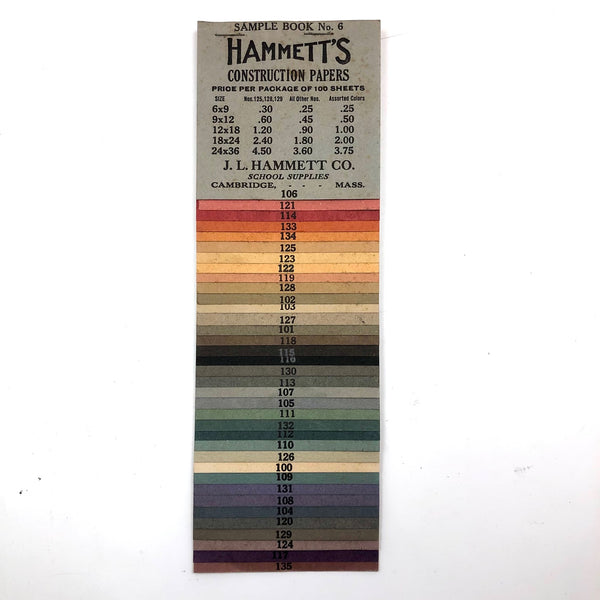 SAMPLE BOOK No. 6
HAMMETT'S
CONSTRUCTION PAPERS
PRICE PER PACKAGE OF 100 SHEETS
SIZE Nos.125,128,129 All Other Nos. Assorted Colors
6x9 .30 .25 .25
9x12 .60 .45 .50
12x18 1.20 .90 1.00
18x24 2.40 1.80 2.00
24x36 4.50 3.60 3.75
J. L. HAMMETT CO.
SCHOOL SUPPLIES
CAMBRIDGE, - - - MASS.
106
121
114
133
134
125
123
122
119
128
102
103
127
101
118
115
116
130
113
107
105
111
132
112
110
126
100
109
131
108
104
120
129
124
117
135